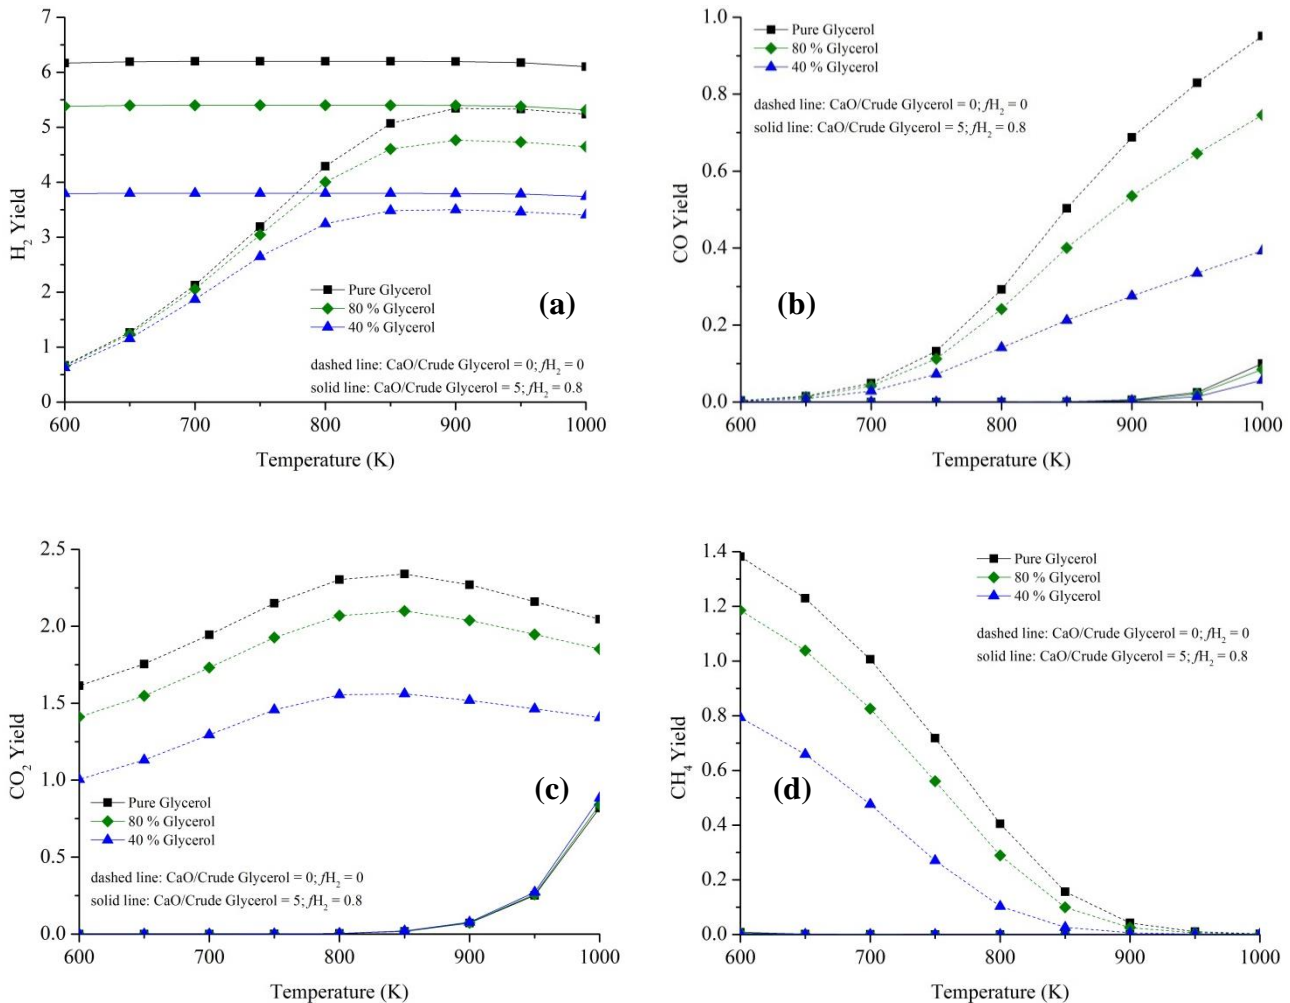 7
6
5
4
3
2
1
0
H₂ Yield
Pure Glycerol
80 % Glycerol
40 % Glycerol
(a)
dashed line: CaO/Crude Glycerol = 0; fH₂ = 0
solid line: CaO/Crude Glycerol = 5; fH₂ = 0.8
600 700 800 900 1000
Temperature (K)
1.0
0.8
0.6
0.4
0.2
0.0
CO Yield
Pure Glycerol
80 % Glycerol
40 % Glycerol
dashed line: CaO/Crude Glycerol = 0; fH₂ = 0
solid line: CaO/Crude Glycerol = 5; fH₂ = 0.8
(b)
600 700 800 900 1000
Temperature (K)
2.5
2.0
1.5
1.0
0.5
0.0
CO₂ Yield
(c)
Pure Glycerol
80 % Glycerol
40 % Glycerol
dashed line: CaO/Crude Glycerol = 0; fH₂ = 0
solid line: CaO/Crude Glycerol = 5; fH₂ = 0.8
600 700 800 900 1000
Temperature (K)
1.4
1.2
1.0
0.8
0.6
0.4
0.2
0.0
CH₄ Yield
Pure Glycerol
80 % Glycerol
40 % Glycerol
dashed line: CaO/Crude Glycerol = 0; fH₂ = 0
solid line: CaO/Crude Glycerol = 5; fH₂ = 0.8
(d)
600 700 800 900 1000
Temperature (K)